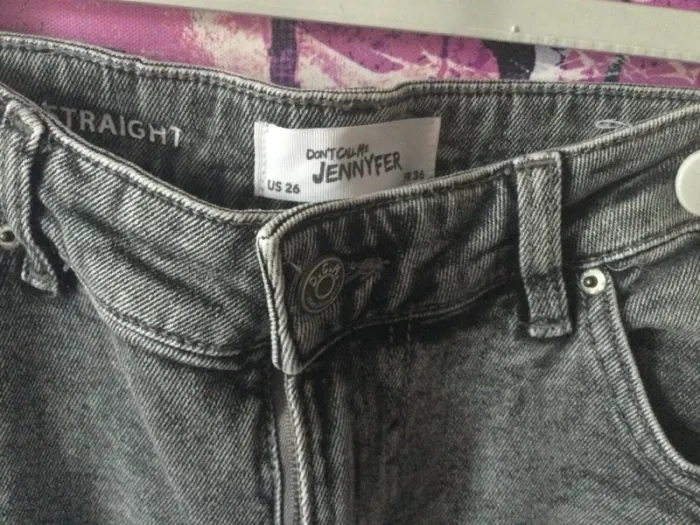 STRAIGHT
DON'T CALL ME
JENNYFER
US 26
36